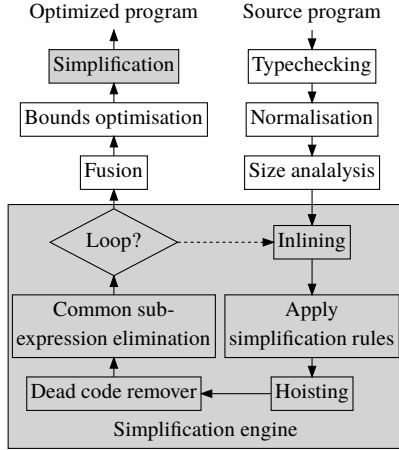 Optimized program
Source program
Simplification
Typechecking
Bounds optimisation
Normalisation
Fusion
Size analalysis
Loop?
Inlining
Common sub-
expression elimination
Apply
simplification rules
Dead code remover
Hoisting
Simplification engine